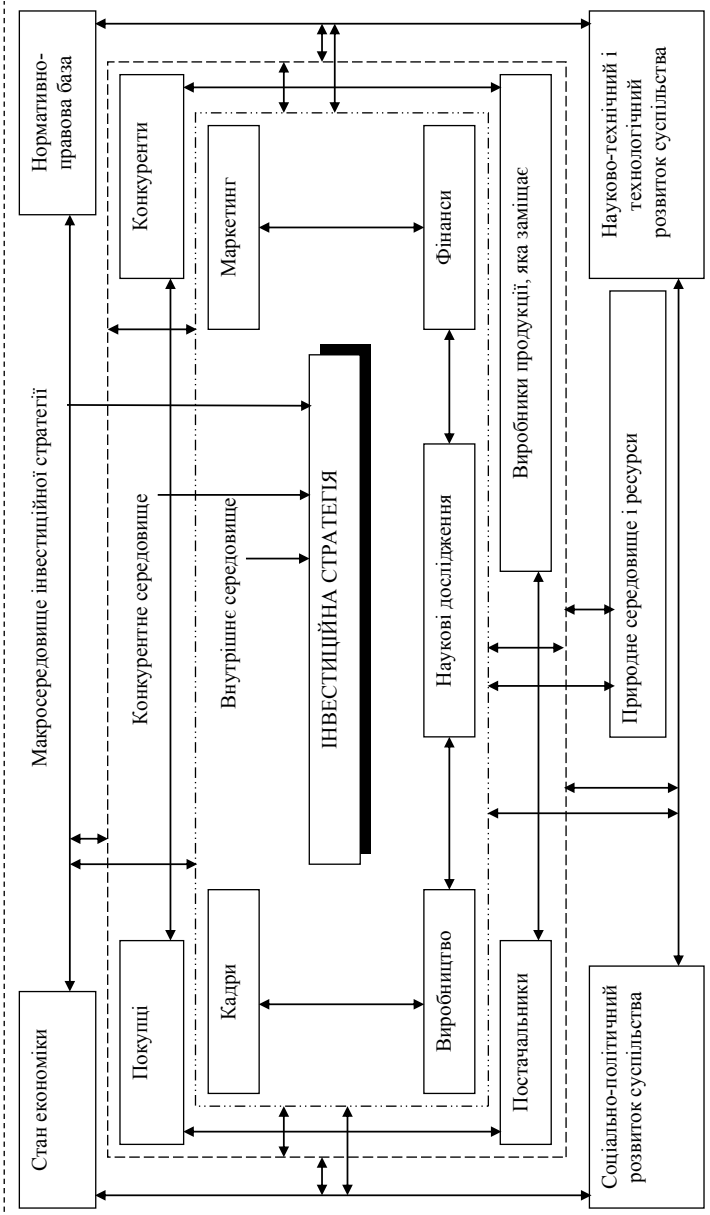 Стан економіки
Макросередовище інвестиційної стратегії
Нормативно-
правова база
Покупці
Конкурентне середовище
Конкуренти
Кадри
Внутрішнє середовище
Маркетинг
ІНВЕСТИЦІЙНА СТРАТЕГІЯ
Виробництво
Наукові дослідження
Фінанси
Постачальники
Виробники продукції, яка заміщає
Соціально-політичний
розвиток суспільства
Природне середовище і ресурси
Науково-технічний і
технологічний
розвиток суспільства